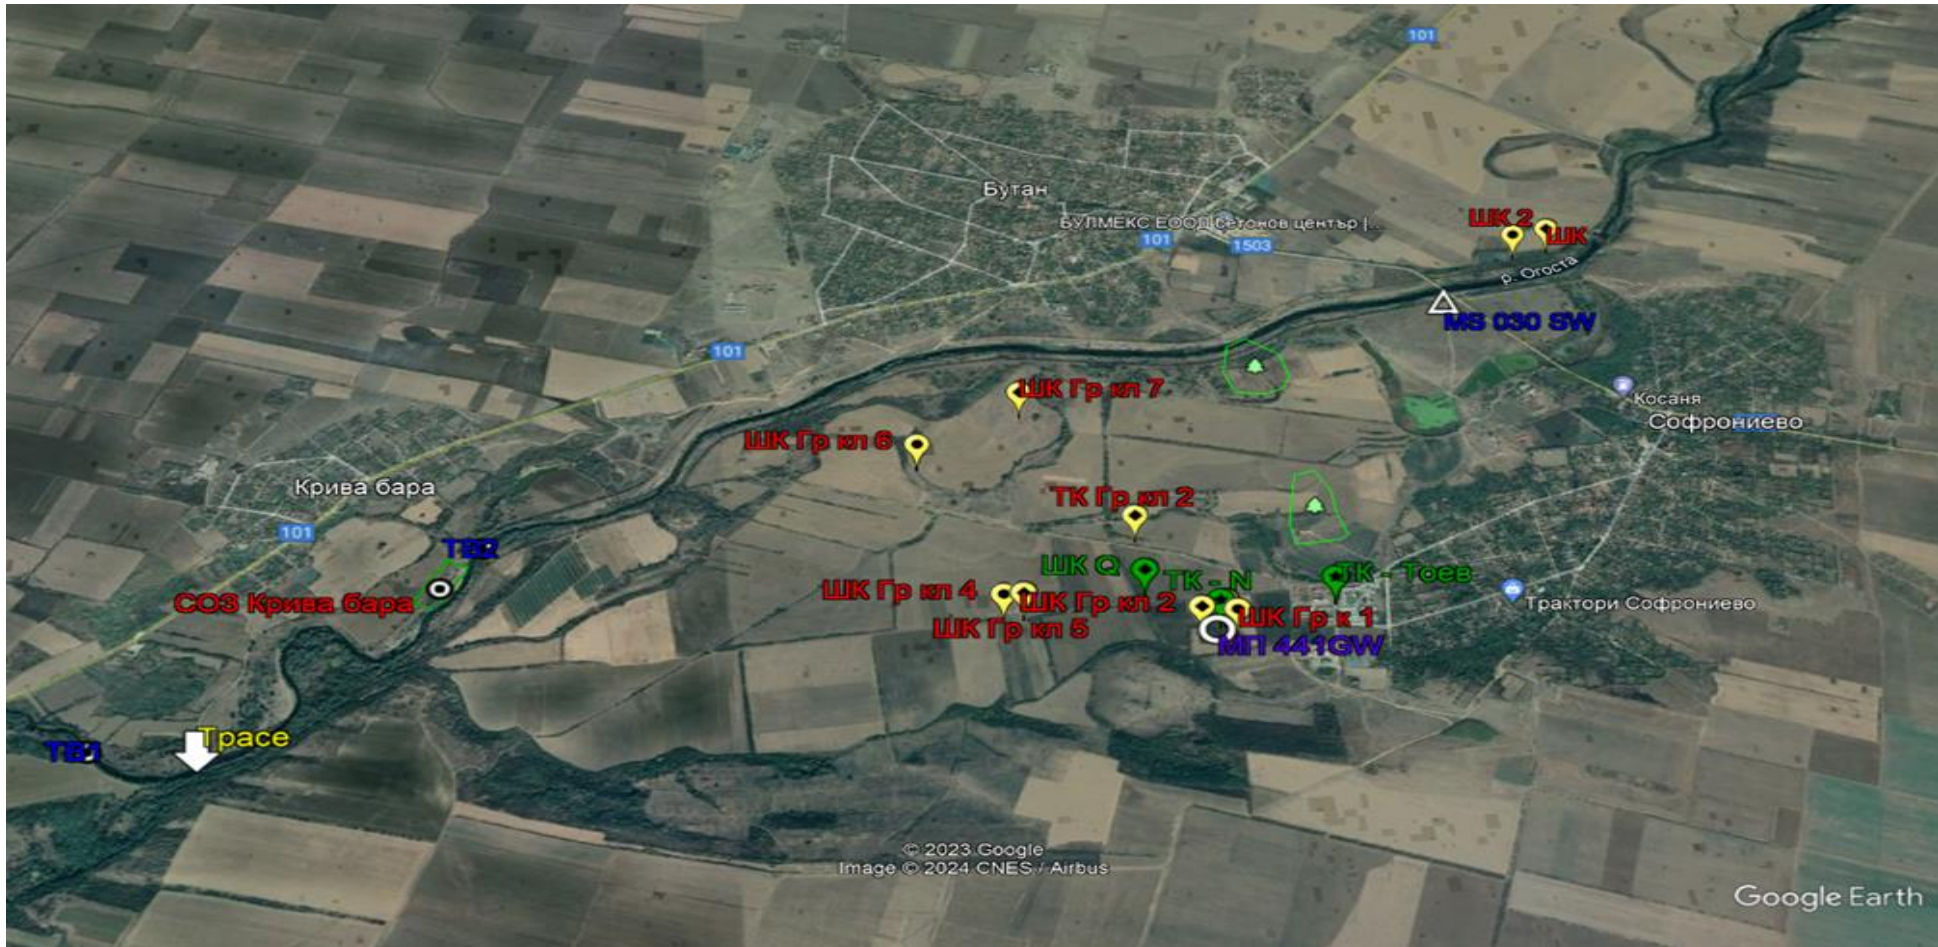 101
Бутан
БУЛМЕКС ЕООД бетонов център |...
101
1503
ШК 2
ШК
р. Огоста
MS 030 SW
101
ШК Гр кл 7
Косаня
Софрониево
ШК Гр кл 6
Крива бара
ТК Гр кл 2
101
ТВ2
ШК Q
ТК - N
ТК - Тоев
СОЗ Крива бара
ШК Гр кл 4
ШК Гр кл 2
ШК Гр к 1
Трактори Софрониево
ШК Гр кл 5
МП 441GW
Трасе
ТВ1
© 2023 Google
Image © 2024 CNES / Airbus
Google Earth